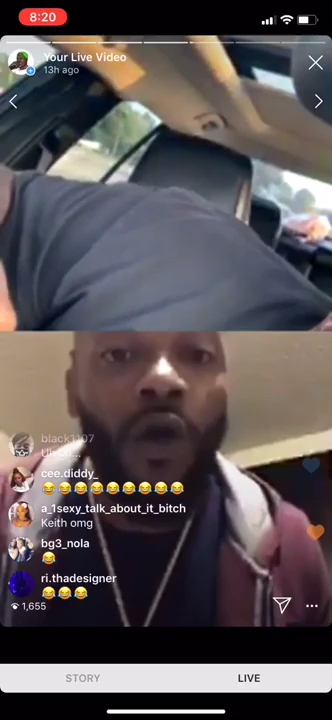 8:20
Your Live Video
13h ago
black1107
cee.diddy_
😂😂😂😂😂😂😂😂😂😂
a_1sexy_talk_about_it_bitch
Keith omg
bg3_nola
😂
ri.thadesigner
😂😂😂
1,655
STORY LIVE